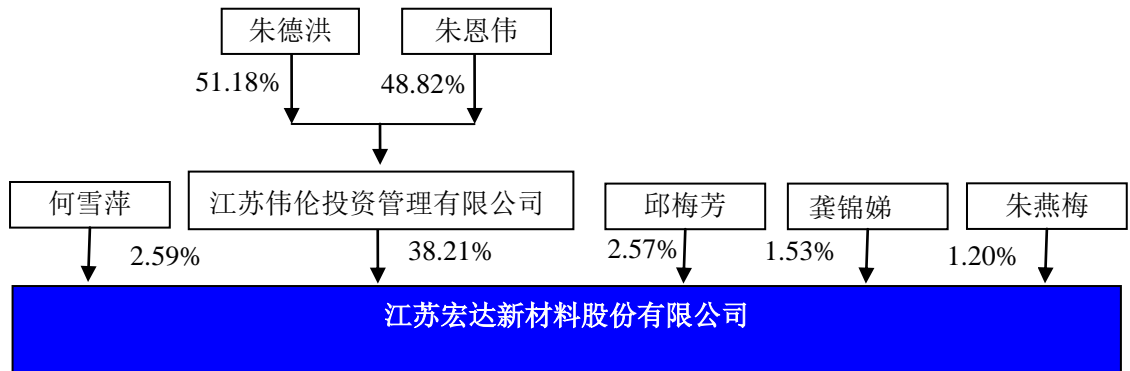 朱德洪
朱恩伟
51.18%
48.82%
何雪萍
江苏伟伦投资管理有限公司
邱梅芳
龚锦娣
朱燕梅
2.59%
38.21%
2.57%
1.53%
1.20%
江苏宏达新材料股份有限公司